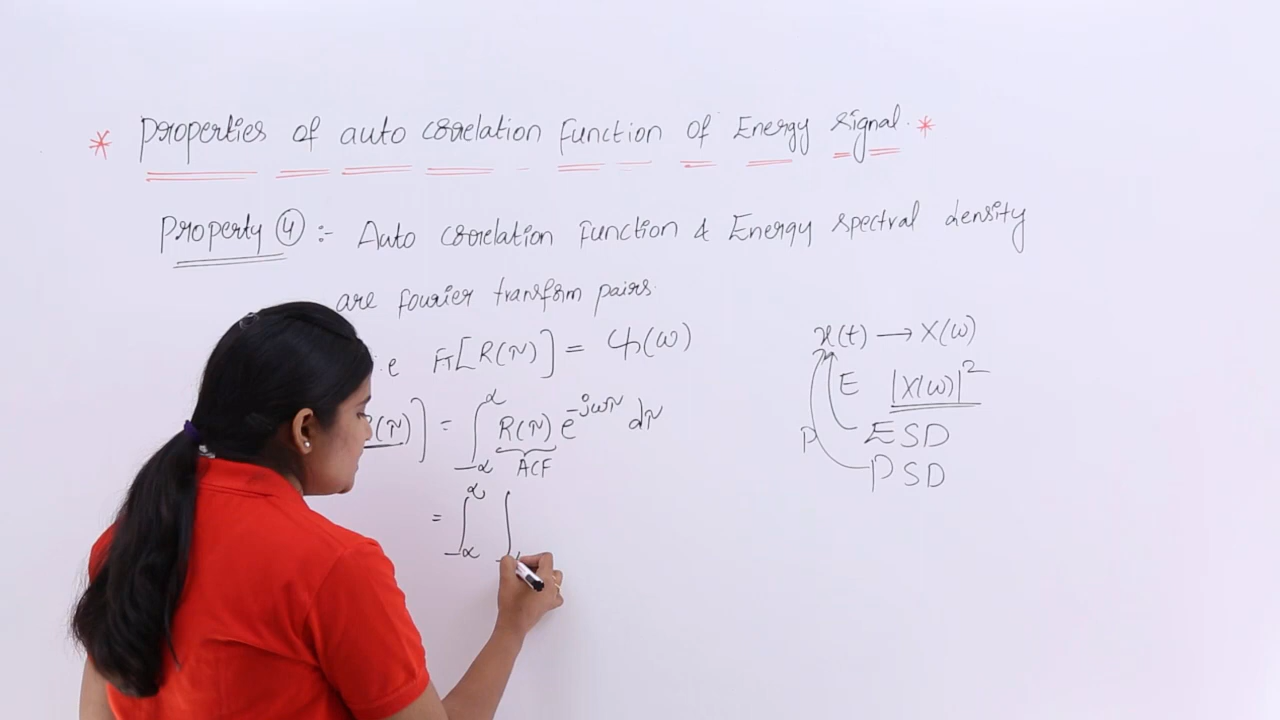 * Properties of auto correlation function of Energy signal. *
Property ④ :- Auto correlation function & Energy spectral density
are fourier transform pairs.
e FT[R(τ)] = ψ(ω)
(τ)] = ∫_{-∞}^{∞} R(τ) e^{-jωτ} dτ
ACF
= ∫_{-∞}^{∞} ∫
x(t) → X(ω)
E |X(ω)|²
P ESD
PSD